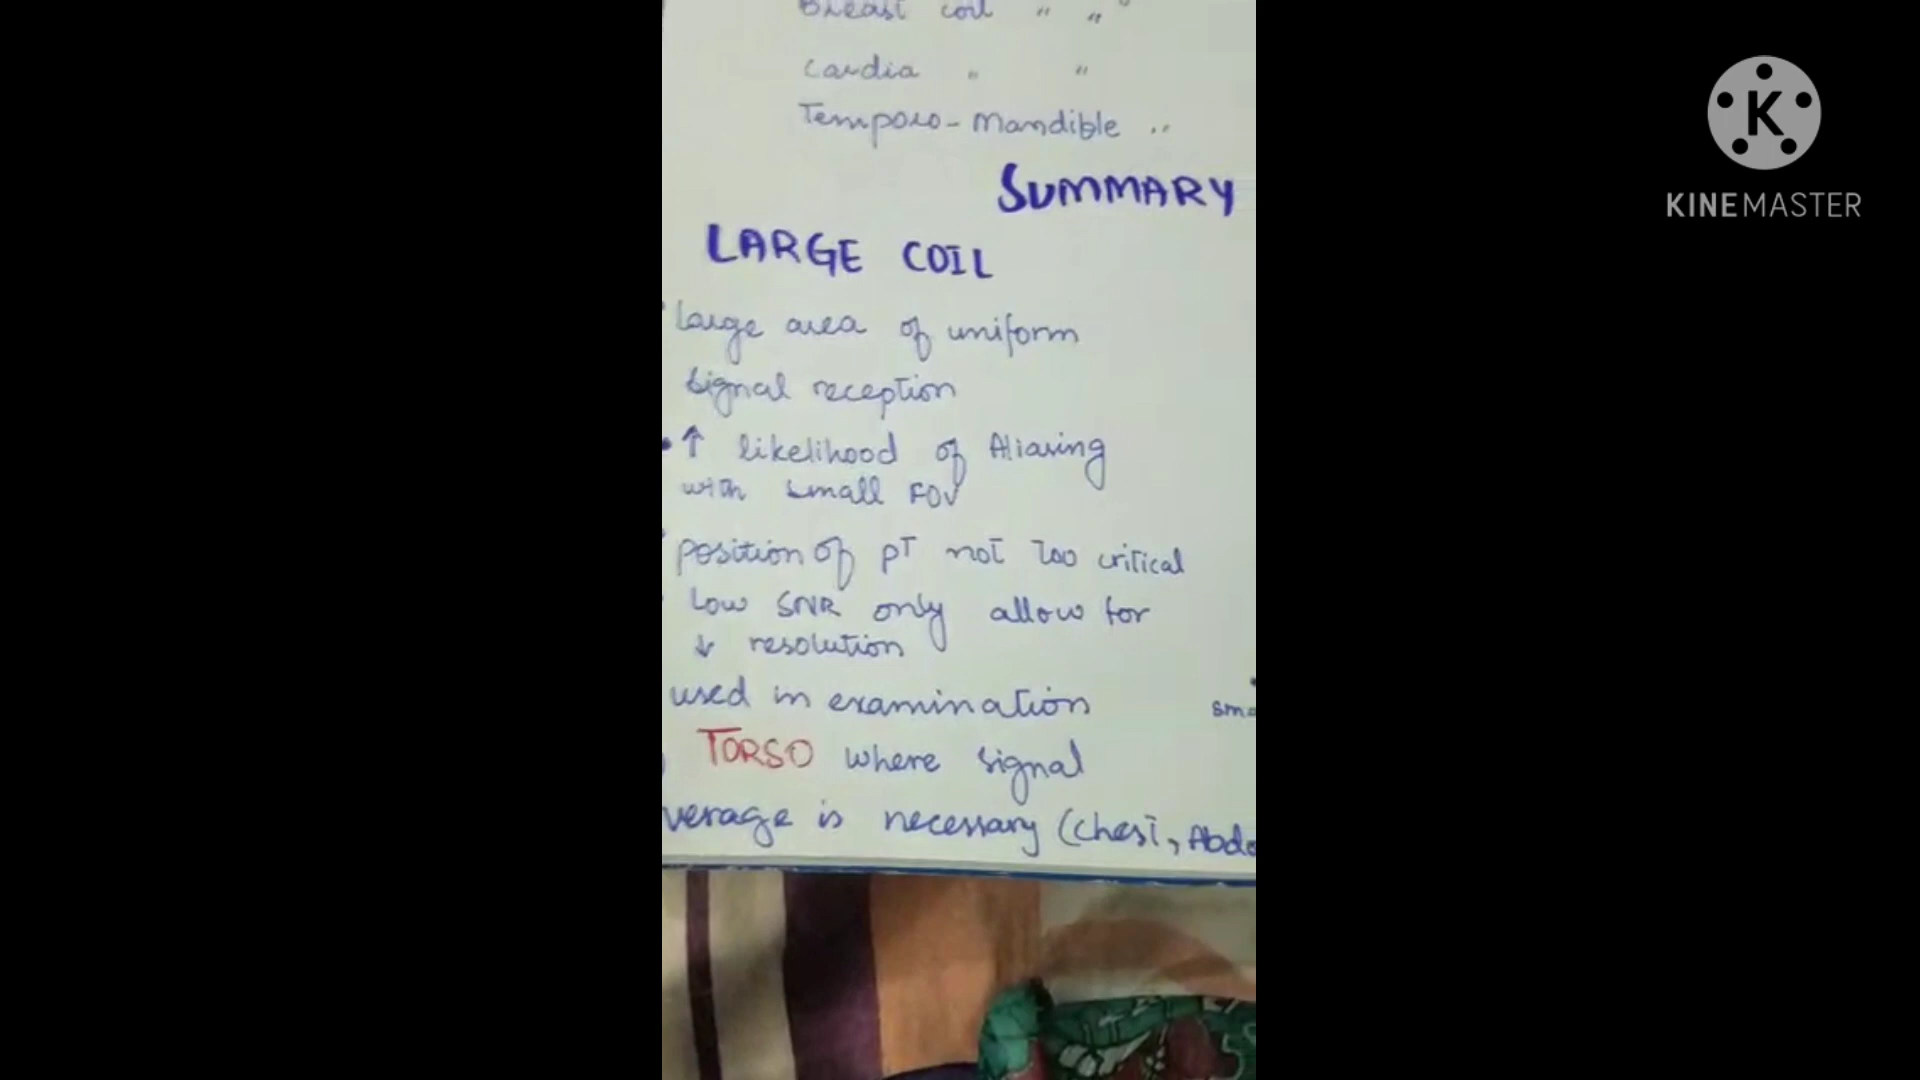 Breast coil " "
Cardia " "
Temporo-Mandible "
SUMMARY
LARGE COIL
large area of uniform
signal reception
• ↑ likelihood of Aliasing
with small FOV
position of pT not too critical
Low SNR only allow for
↓ resolution
used in examination
TORSO where signal
verage is necessary (Chest, Abdo
K
KINEMASTER